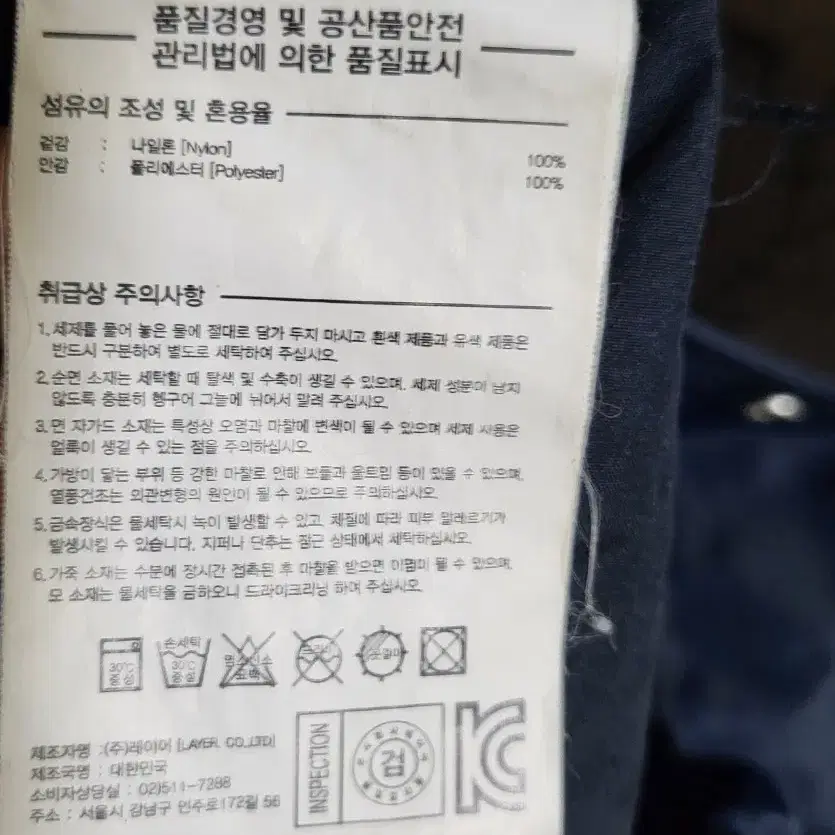 품질경영 및 공산품안전
관리법에 의한 품질표시
섬유의 조성 및 혼용율
겉감 : 나일론 [Nylon] 100%
안감 : 폴리에스터 [Polyester] 100%
취급상 주의사항
1. 세제를 풀어 놓은 물에 절대로 담가 두지 마시고 흰색 제품과 유색 제품은
반드시 구분하여 별도로 세탁하여 주십시오.
2. 순면 소재는 세탁할 때 탈색 및 수축이 생길 수 있으며, 세제 성분이 남지
않도록 충분히 헹구어 그늘에 뉘어서 말려 주십시오.
3. 면 자가드 소재는 특성상 오염과 마찰에 변색이 될 수 있으며 세제 사용은
얼룩이 생길 수 있는 점을 주의하십시오.
4. 가방이 닿는 부위 등 강한 마찰로 인해 보풀과 올트임 등이 있을 수 있으며,
열풍건조는 외관변형의 원인이 될 수 있으므로 주의하십시오.
5. 금속장식은 물세탁시 녹이 발생할 수 있고, 체질에 따라 피부 알레르기가
발생시킬 수 있습니다. 지퍼나 단추는 잠근 상태에서 세탁하십시오.
6. 가죽 소재는 수분에 장시간 접촉된 후 마찰을 받으면 이염이 될 수 있으며,
모 소재는 물세탁을 금하오니 드라이크리닝 하여 주십시오.
30℃ 중성
손세탁 30℃ 중성
염소산소 표백
드라이
옷걸이
제조자명 : (주)레이어 [LAYER. CO.,LTD]
제조국명 : 대한민국
소비자상담실 : 02)511-7288
주소 : 서울시 강남구 언주로172길 56
INSPECTION
검
KC